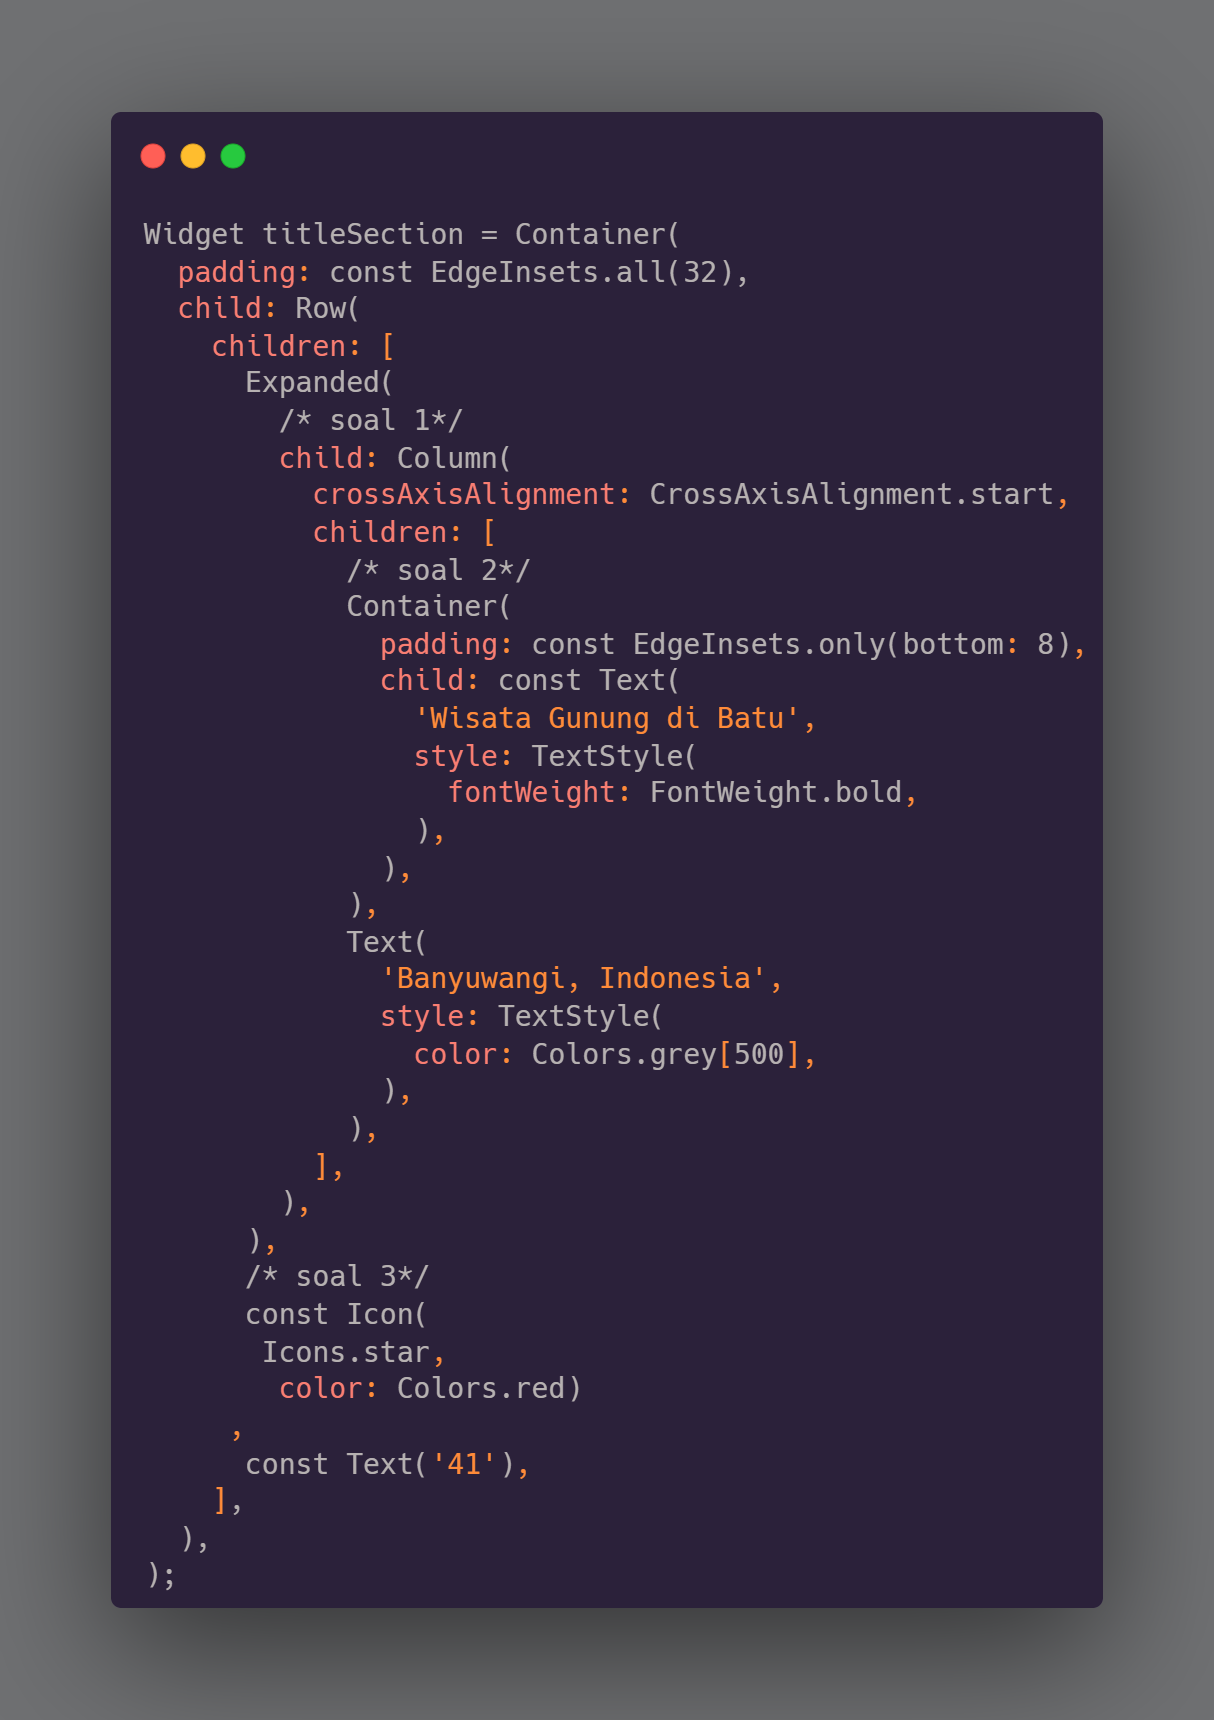 Widget titleSection = Container(
  padding: const EdgeInsets.all(32),
  child: Row(
    children: [
      Expanded(
        /* soal 1*/
        child: Column(
          crossAxisAlignment: CrossAxisAlignment.start,
          children: [
            /* soal 2*/
            Container(
              padding: const EdgeInsets.only(bottom: 8),
              child: const Text(
                'Wisata Gunung di Batu',
                style: TextStyle(
                  fontWeight: FontWeight.bold,
                ),
              ),
            ),
            Text(
              'Banyuwangi, Indonesia',
              style: TextStyle(
                color: Colors.grey[500],
              ),
            ),
          ],
        ),
      ),
      /* soal 3*/
      const Icon(
       Icons.star,
        color: Colors.red)
     ,
      const Text('41'),
    ],
  ),
);